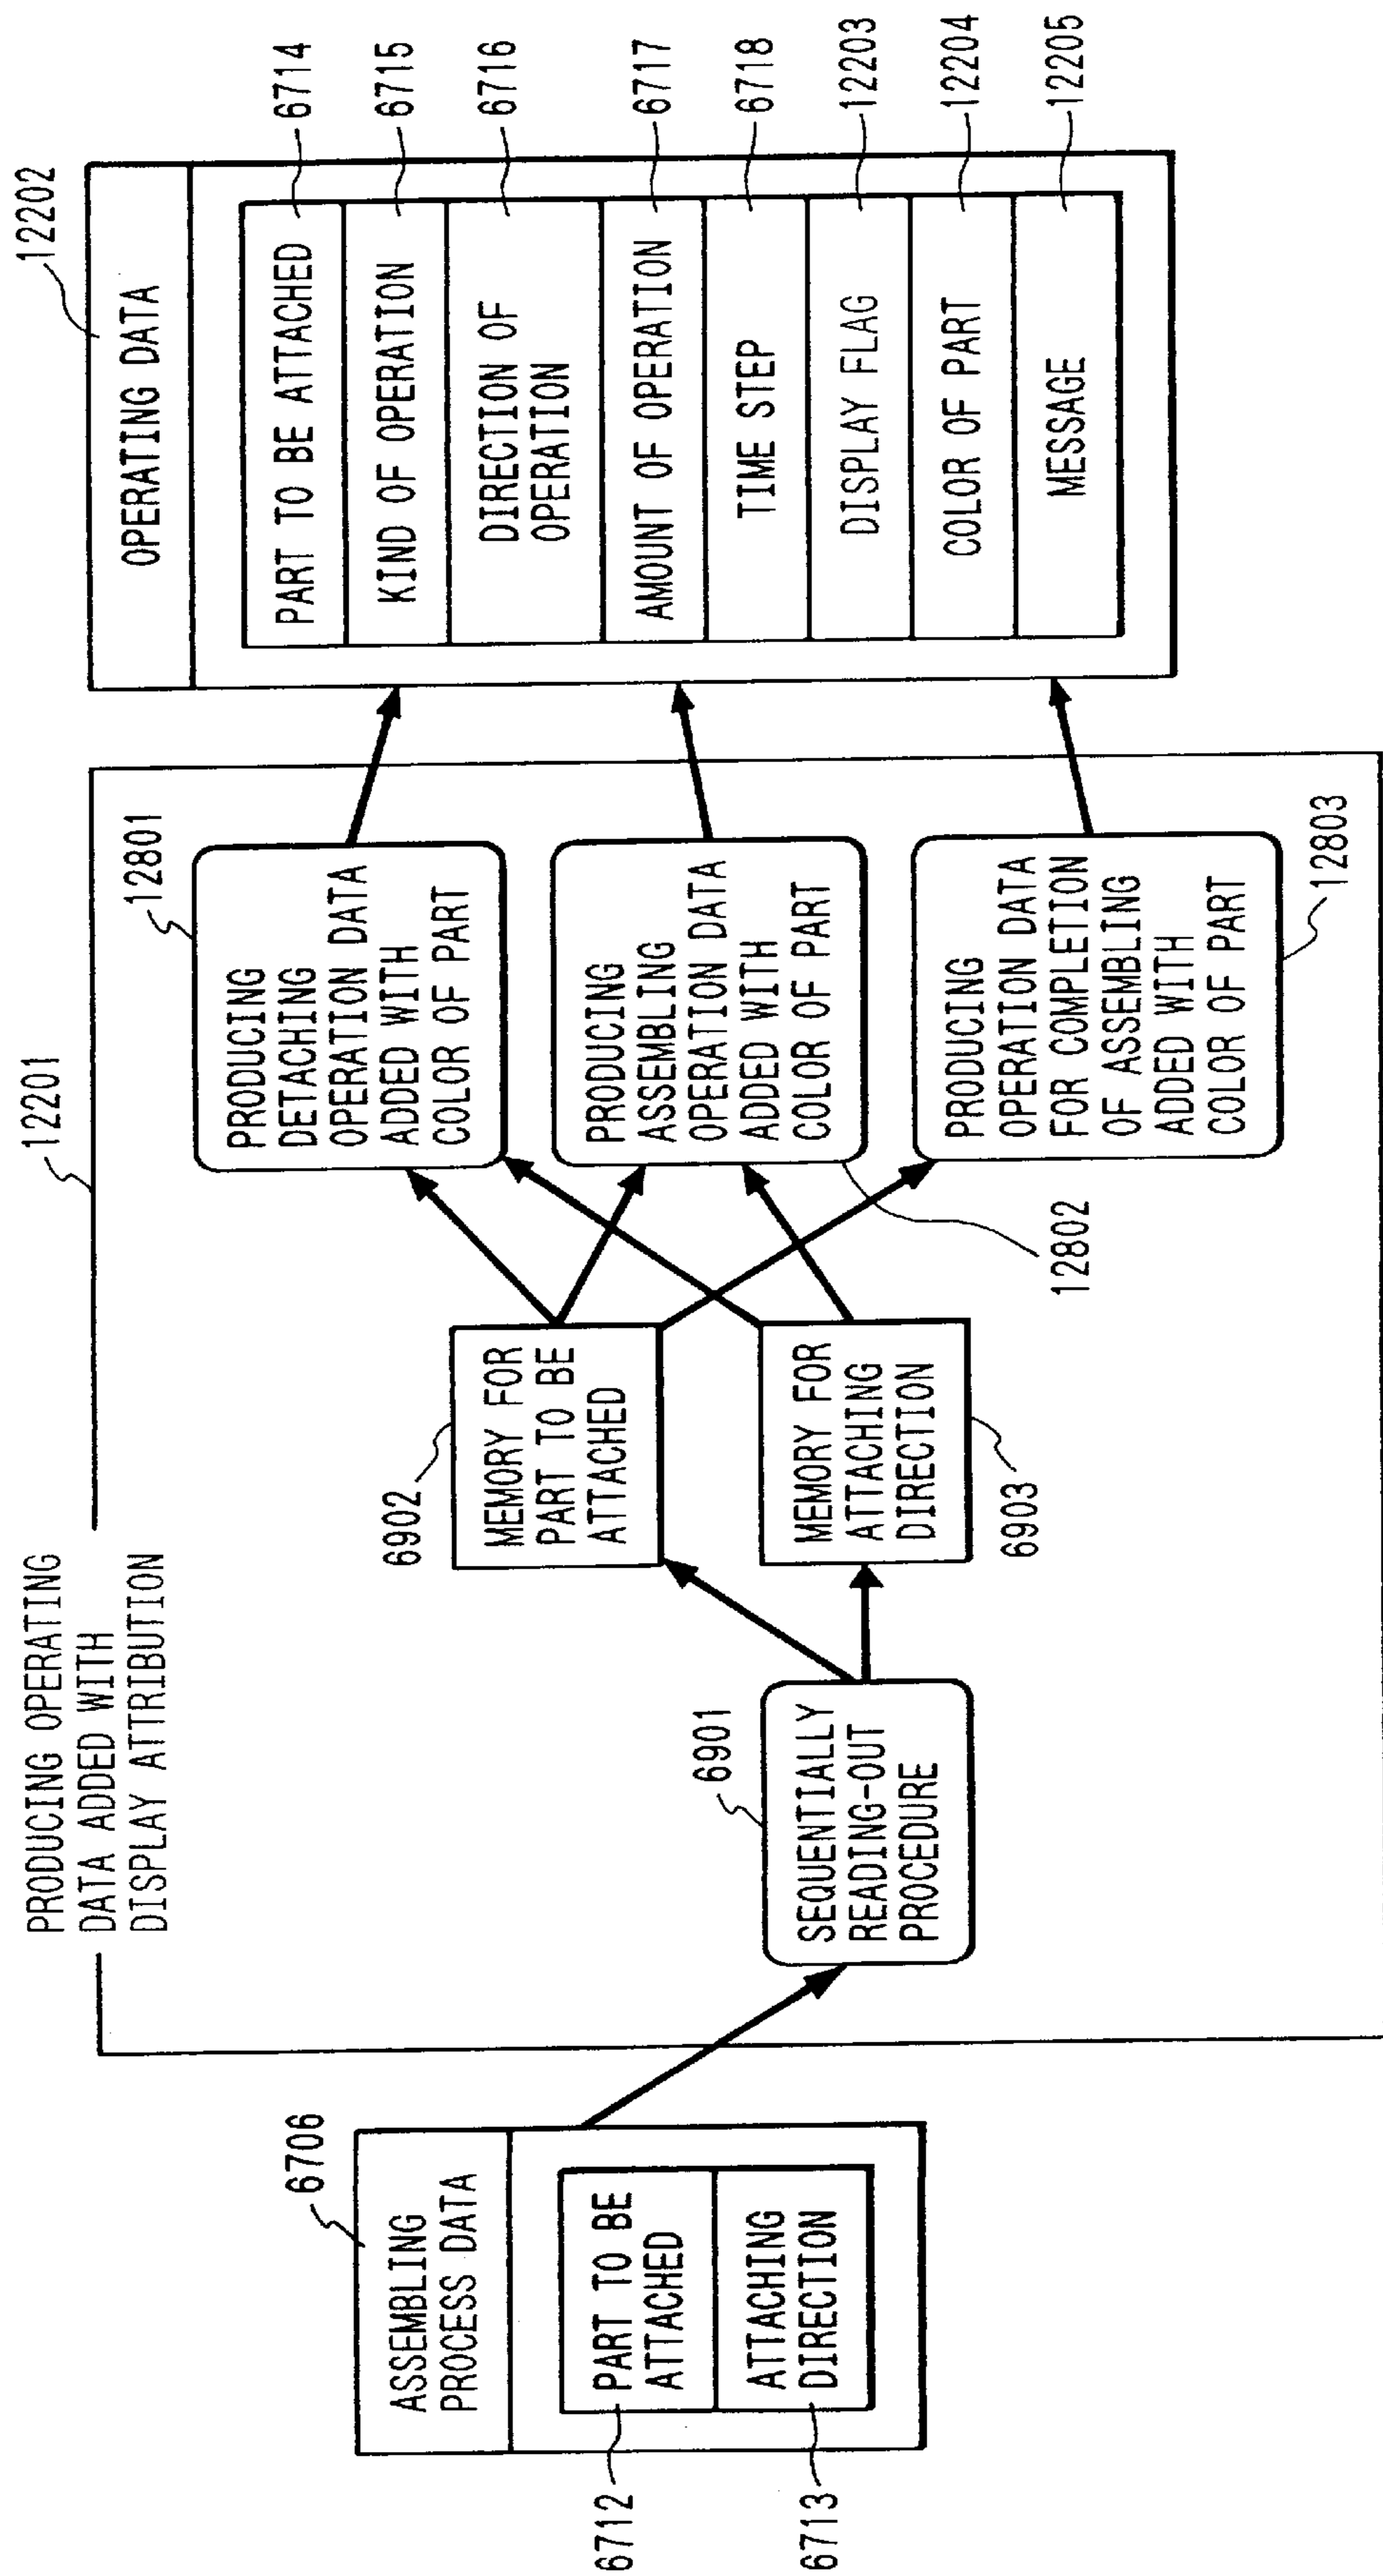 PRODUCING OPERATING
DATA ADDED WITH
DISPLAY ATTRIBUTION
12201
12202
6706
ASSEMBLING
PROCESS DATA
PART TO BE
ATTACHED
ATTACHING
DIRECTION
6712
6713
6901
SEQUENTIALLY
READING-OUT
PROCEDURE
6902
MEMORY FOR
PART TO BE
ATTACHED
MEMORY FOR
ATTACHING
DIRECTION
6903
12801
PRODUCING
DETACHING
OPERATION DATA
ADDED WITH
COLOR OF PART
PRODUCING
ASSEMBLING
OPERATION DATA
ADDED WITH
COLOR OF PART
12802
PRODUCING
OPERATION DATA
FOR COMPLETION
OF ASSEMBLING
ADDED WITH
COLOR OF PART
12803
OPERATING DATA
PART TO BE ATTACHED
6714
KIND OF OPERATION
6715
DIRECTION OF
OPERATION
6716
AMOUNT OF OPERATION
6717
TIME STEP
6718
DISPLAY FLAG
12203
COLOR OF PART
12204
MESSAGE
12205